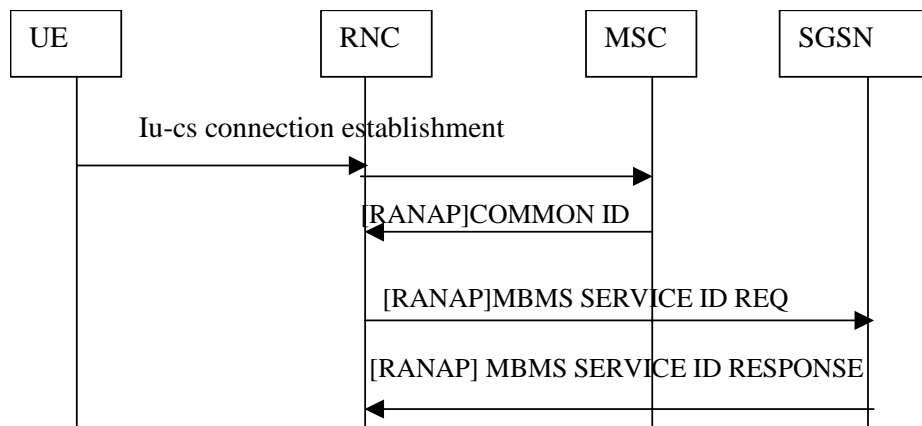 UE
RNC
MSC
SGSN
Iu-cs connection establishment
[RANAP]COMMON ID
[RANAP]MBMS SERVICE ID REQ
[RANAP] MBMS SERVICE ID RESPONSE